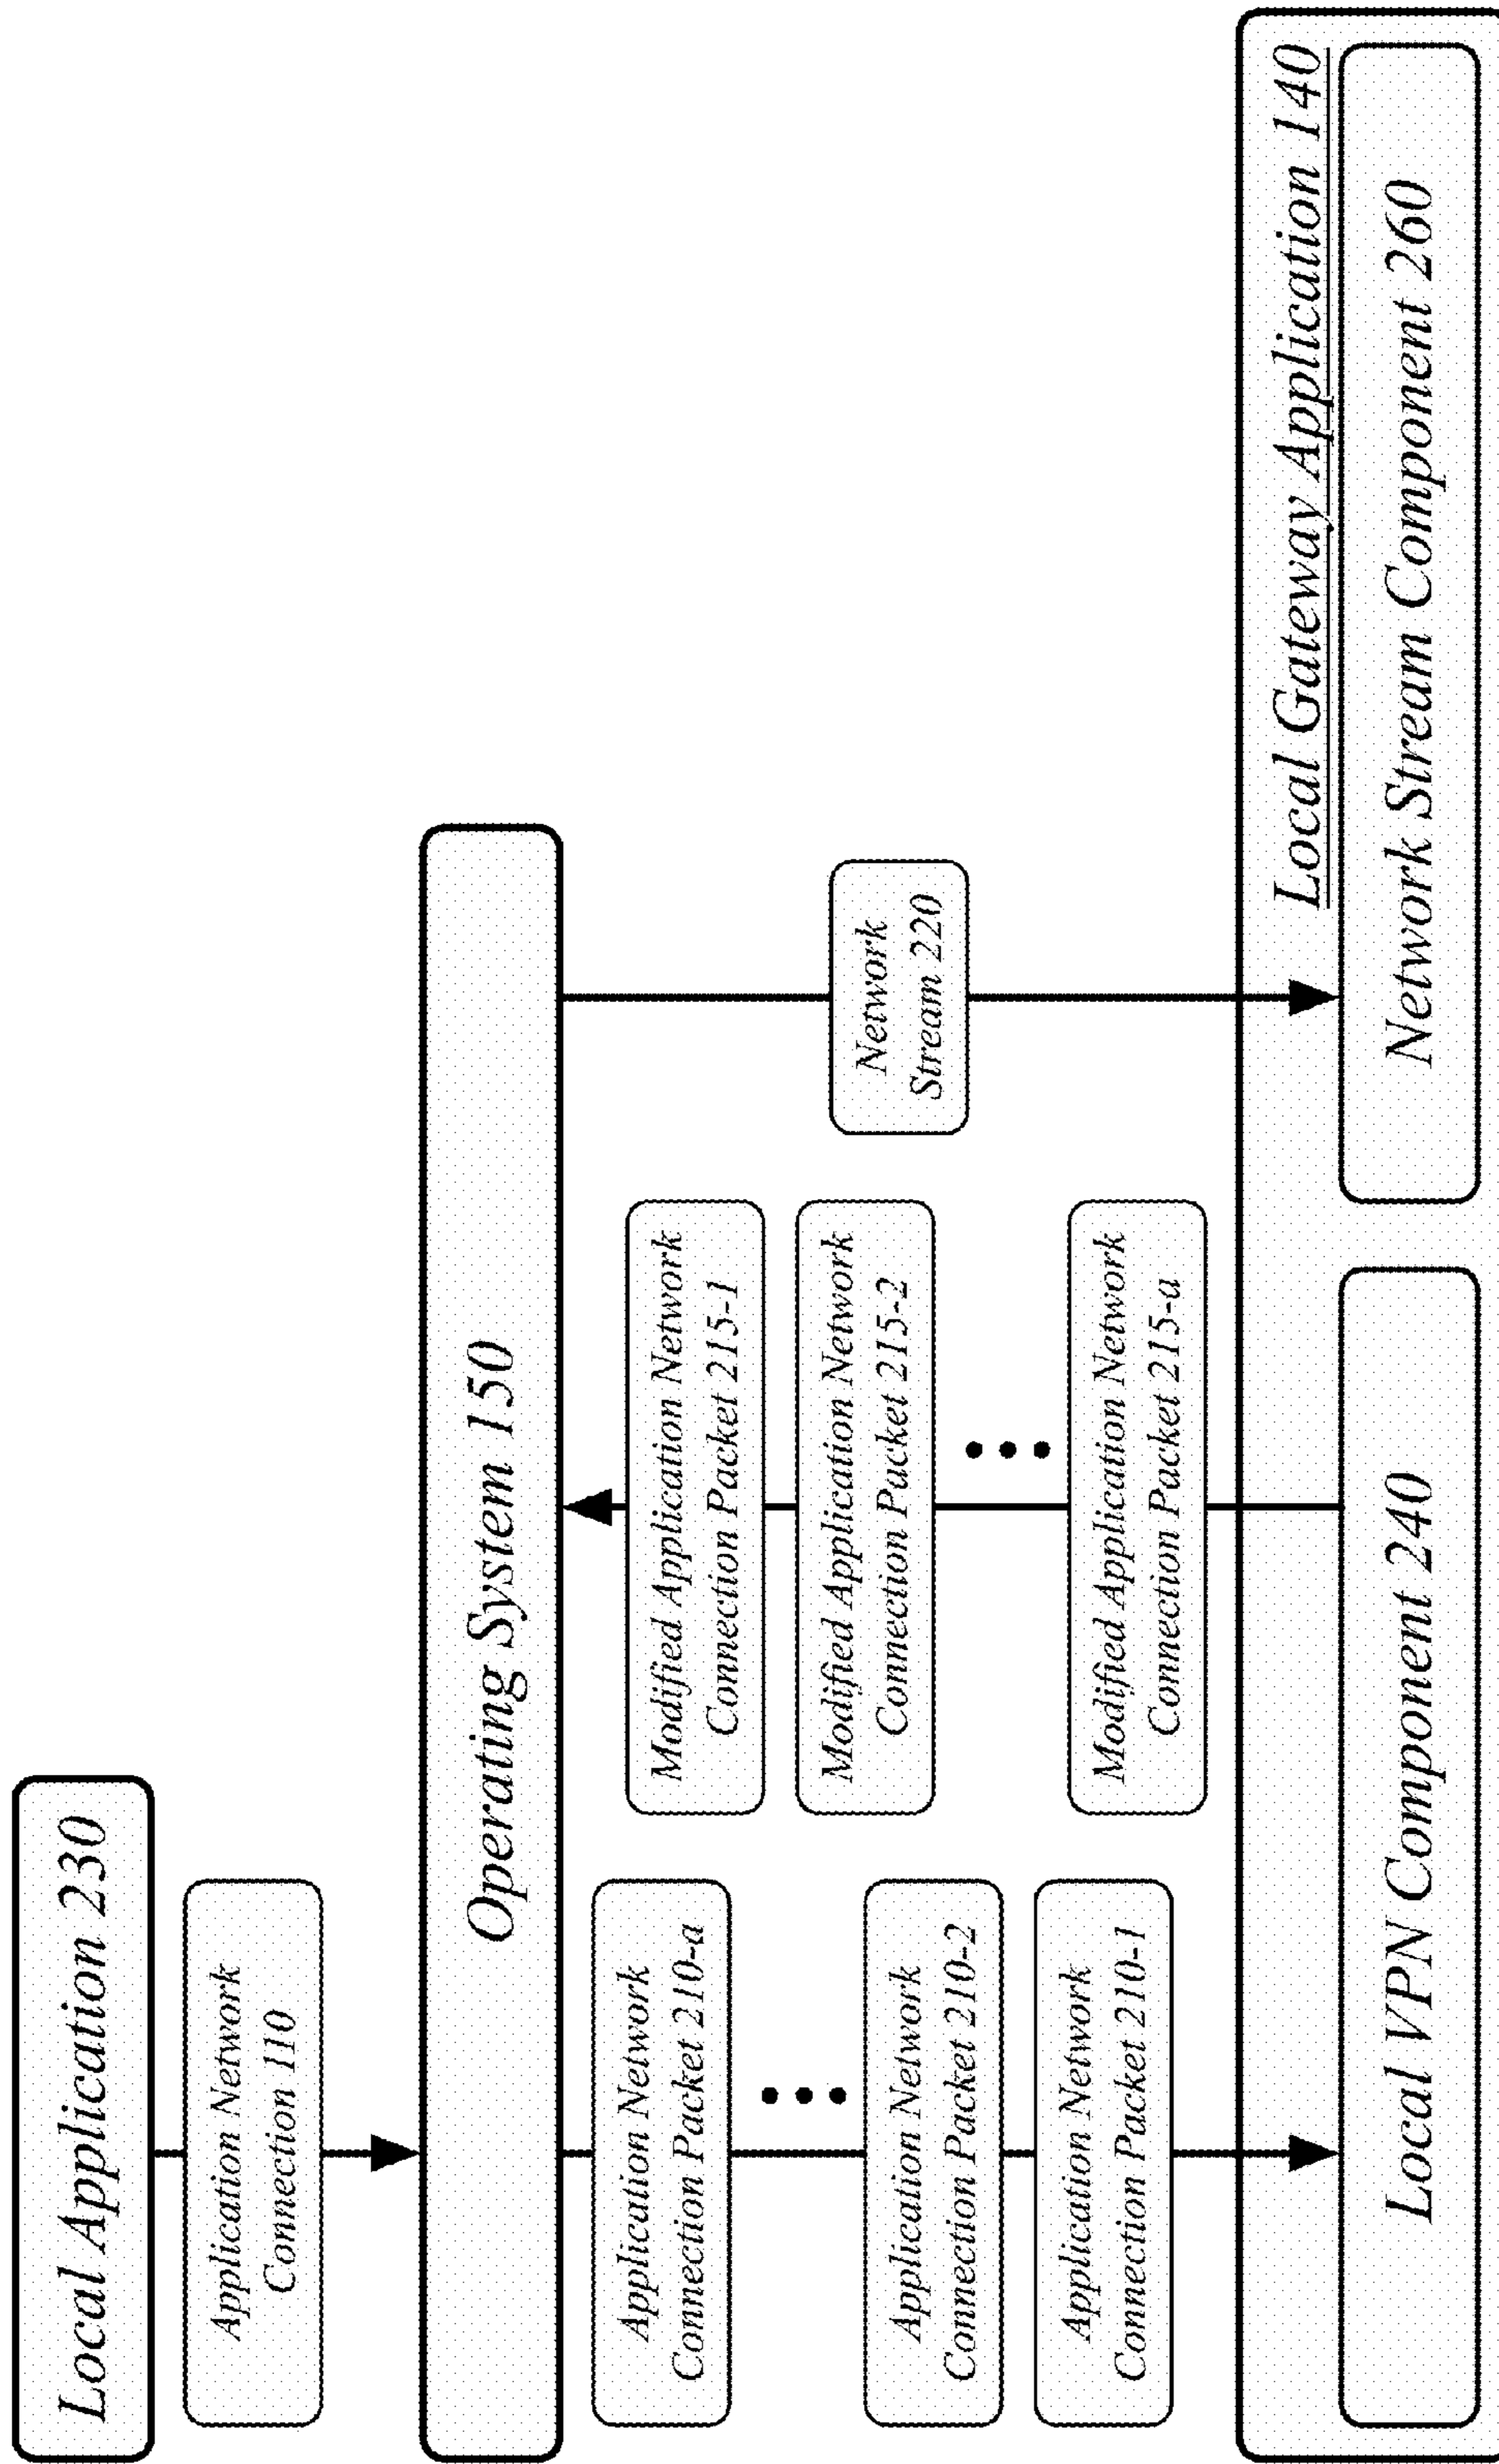 Local Application 230
Application Network
Connection 110
Operating System 150
Application Network
Connection Packet 210-a
Application Network
Connection Packet 210-2
Application Network
Connection Packet 210-1
Modified Application Network
Connection Packet 215-1
Modified Application Network
Connection Packet 215-2
Modified Application Network
Connection Packet 215-a
Network
Stream 220
Local Gateway Application 140
Local VPN Component 240
Network Stream Component 260